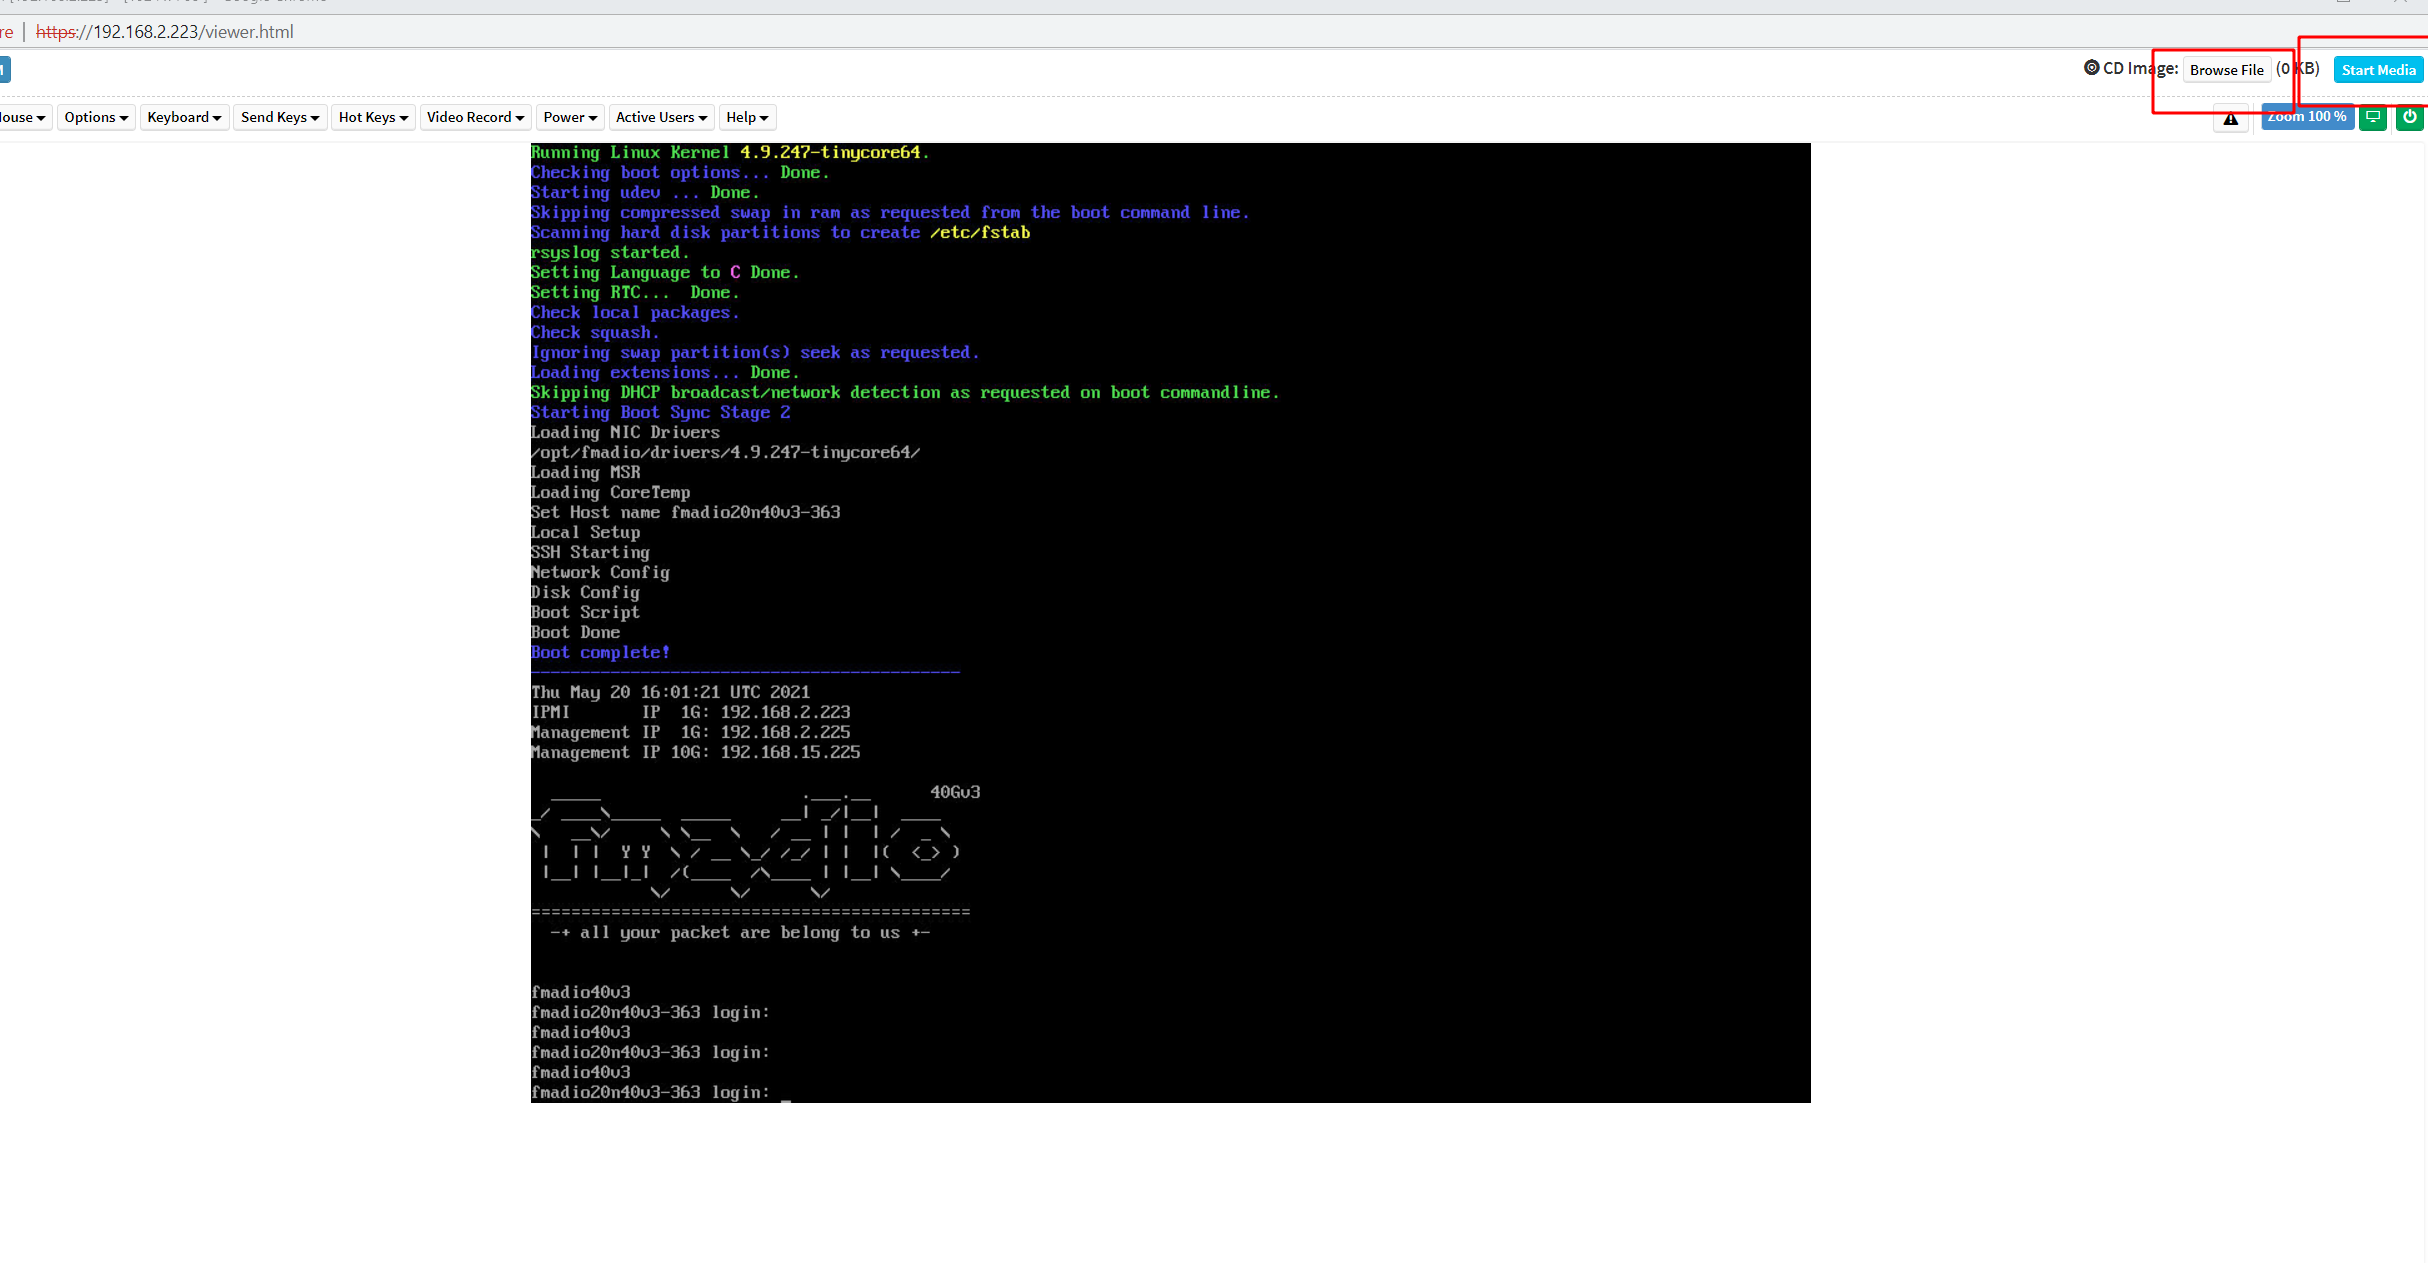 re | https://192.168.2.223/viewer.html
CD Image: Browse File (0 KB) Start Media
Options Keyboard Send Keys Hot Keys Video Record Power Active Users Help Zoom 100 %
Running Linux Kernel 4.9.247-tinycore64.
Checking boot options... Done.
Starting udev ... Done.
Skipping compressed swap in ram as requested from the boot command line.
Scanning hard disk partitions to create /etc/fstab
rsyslog started.
Setting Language to C Done.
Setting RTC...  Done.
Check local packages.
Check squash.
Ignoring swap partition(s) seek as requested.
Loading extensions... Done.
Skipping DHCP broadcast/network detection as requested on boot commandline.
Starting Boot Sync Stage 2
Loading NIC Drivers
/opt/fmadio/drivers/4.9.247-tinycore64/
Loading MSR
Loading CoreTemp
Set Host name fmadio20n40v3-363
Local Setup
SSH Starting
Network Config
Disk Config
Boot Script
Boot Done
Boot complete!
Thu May 20 16:01:21 UTC 2021
IPMI       IP  1G: 192.168.2.223
Management IP  1G: 192.168.2.225
Management IP 10G: 192.168.15.225
40Gv3
fmadio
-+ all your packet are belong to us +-
fmadio40v3
fmadio20n40v3-363 login:
fmadio40v3
fmadio20n40v3-363 login:
fmadio40v3
fmadio20n40v3-363 login: _